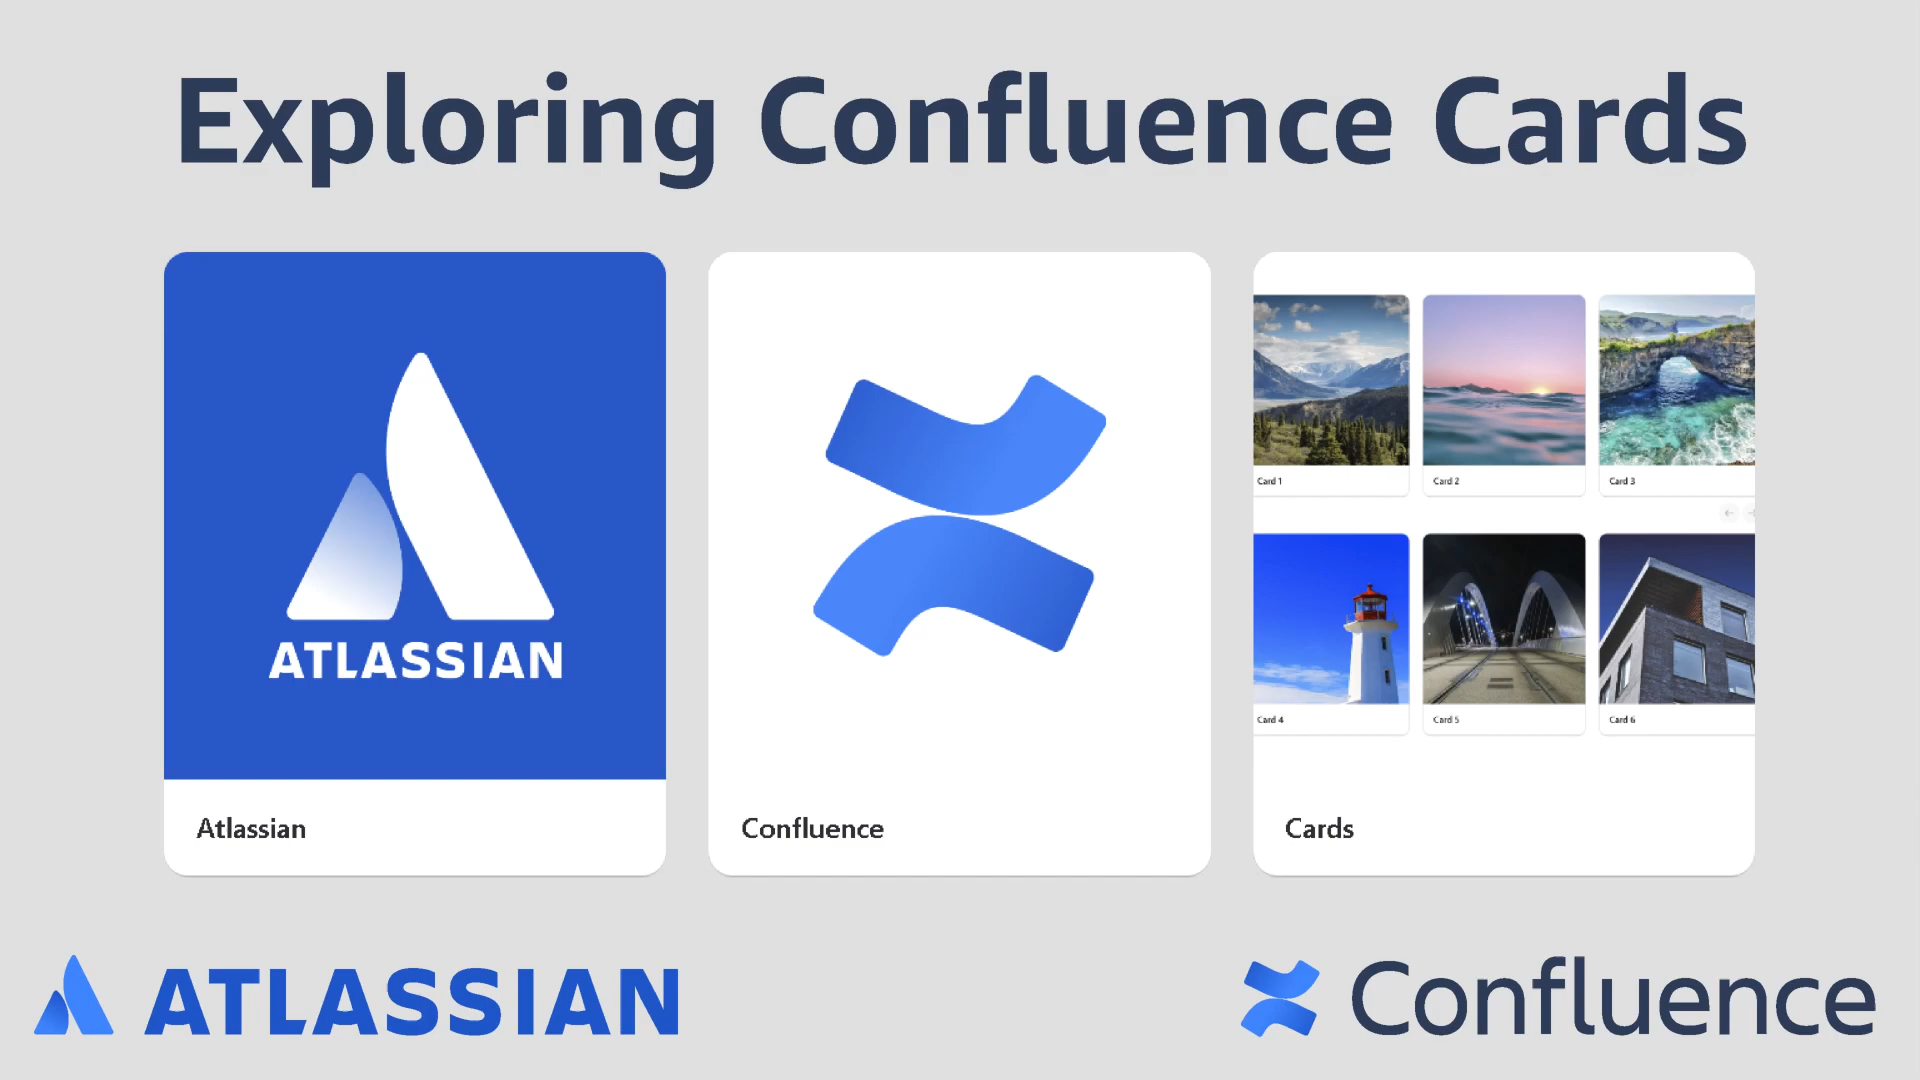 Exploring Confluence Cards
ATLASSIAN
Atlassian
Confluence
Card 1
Card 2
Card 3
Card 4
Card 5
Card 6
Cards
ATLASSIAN
Confluence